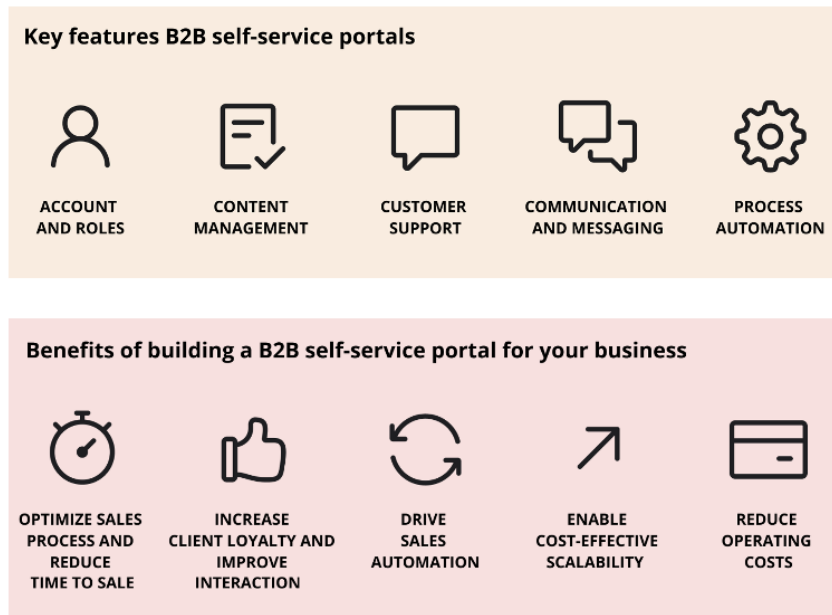 Key features B2B self-service portals
ACCOUNT
AND ROLES
CONTENT
MANAGEMENT
CUSTOMER
SUPPORT
COMMUNICATION
AND MESSAGING
PROCESS
AUTOMATION
Benefits of building a B2B self-service portal for your business
OPTIMIZE SALES
PROCESS AND
REDUCE
TIME TO SALE
INCREASE
CLIENT LOYALTY AND
IMPROVE
INTERACTION
DRIVE
SALES
AUTOMATION
ENABLE
COST-EFFECTIVE
SCALABILITY
REDUCE
OPERATING
COSTS